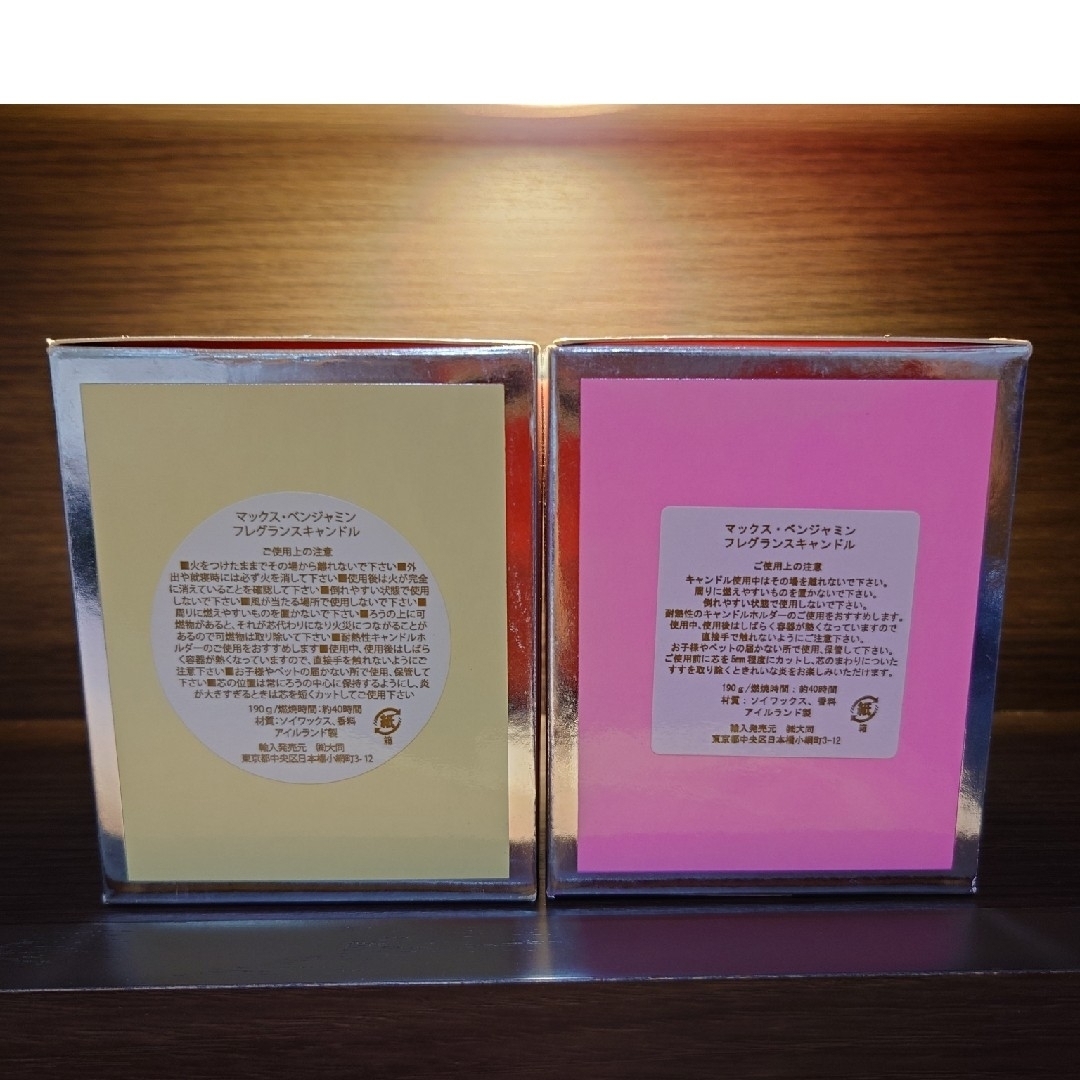 マックス・ベンジャミン
フレグランスキャンドル
ご使用上の注意
■火をつけたままでその場から離れないで下さい■外
出や就寝時には必ず火を消して下さい■使用後は火が完全
に消えていることを確認して下さい■倒れやすい状態で使用
しないで下さい■風が当たる場所で使用しないで下さい■
周りに燃えやすいものを置かないで下さい■ろうの上に可
燃物があると、それが芯代わりになり火災につながることが
あるので可燃物は取り除いて下さい■耐熱性キャンドルホ
ルダーのご使用をおすすめします■使用中、使用後はしばら
く容器が熱くなっていますので、直接手を触れないようにご
注意下さい■お子様やペットの届かない所で使用、保管して
下さい■芯の位置は常にろうの中心に保持するようにし、炎
が大きすぎるときは芯を短くカットしてご使用下さい
190g/燃焼時間：約40時間
材質：ソイワックス、香料
アイルランド製
紙
箱
輸入発売元 ㈱大同
東京都中央区日本橋小網町3-12
マックス・ベンジャミン
フレグランスキャンドル
ご使用上の注意
キャンドル使用中はその場を離れないで下さい。
周りに燃えやすいものを置かないで下さい。
倒れやすい状態で使用しないで下さい。
耐熱性のキャンドルホルダーのご使用をおすすめします。
使用中、使用後はしばらく容器が熱くなっていますので
直接手で触れないようにご注意下さい。
お子様やペットの届かない所で使用、保管して下さい。
ご使用前に芯を5mm程度にカットし、芯のまわりについた
すすを取り除くときれいな炎をお楽しみいただけます。
190g/燃焼時間：約40時間
材質：ソイワックス、香料
アイルランド製
紙
箱
輸入発売元 ㈱大同
東京都中央区日本橋小網町3-12